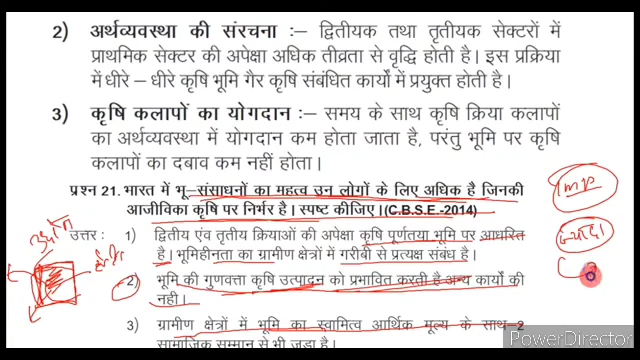 2) अर्थव्यवस्था की संरचना :– द्वितीयक तथा तृतीयक सेक्टरों में
प्राथमिक सेक्टर की अपेक्षा अधिक तीव्रता से वृद्धि होती है। इस प्रक्रिया
में धीरे – धीरे कृषि भूमि गैर कृषि संबंधित कार्यो में प्रयुक्त होती है।
3) कृषि कलापों का योगदान :– समय के साथ कृषि क्रिया कलापों
का अर्थव्यवस्था में योगदान कम होता जाता है, परंतु भूमि पर कृषि
कलापों का दबाव कम नहीं होता।
प्रश्न 21. भारत में भू–संसाधनों का महत्व उन लोगों के लिए अधिक है जिनकी
आजीविका कृषि पर निर्भर है। स्पष्ट कीजिए। (C.B.S.E.-2014)
उत्तर: 1) द्वितीय एंव तृतीय क्रियाओं की अपेक्षा कृषि पूर्णतया भूमि पर आधारित
है। भूमिहीनता का ग्रामीण क्षेत्रों में गरीबी से प्रत्यक्ष संबंध है।
2) भूमि की गुणवत्ता कृषि उत्पादन को प्रभावित करती है अन्य कार्यो की
नही।
3) ग्रामीण क्षेत्रों में भूमि का स्वामित्व आर्थिक मूल्य के साथ–2
सामाजिक सम्मान से भी जुड़ा है।
Imp
PowerDirector